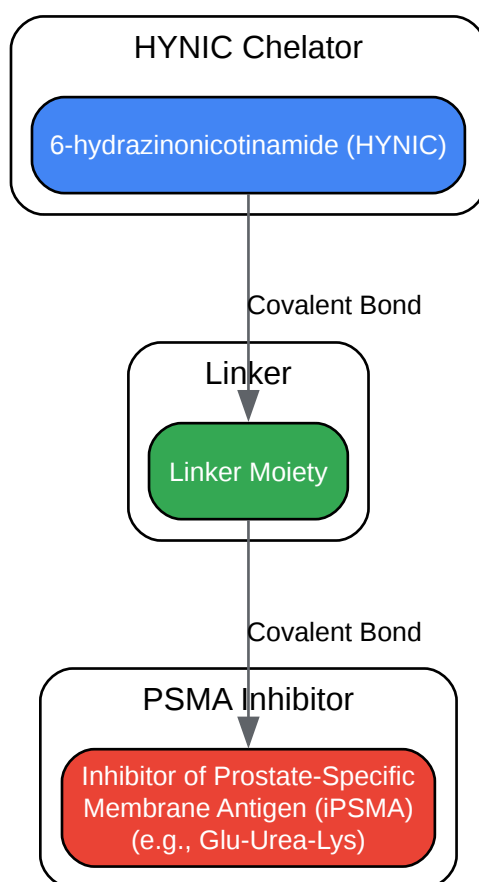 HYNIC Chelator
6-hydrazinonicotinamide (HYNIC)
Covalent Bond
Linker
Linker Moiety
Covalent Bond
PSMA Inhibitor
Inhibitor of Prostate-Specific
Membrane Antigen (iPSMA)
(e.g., Glu-Urea-Lys)